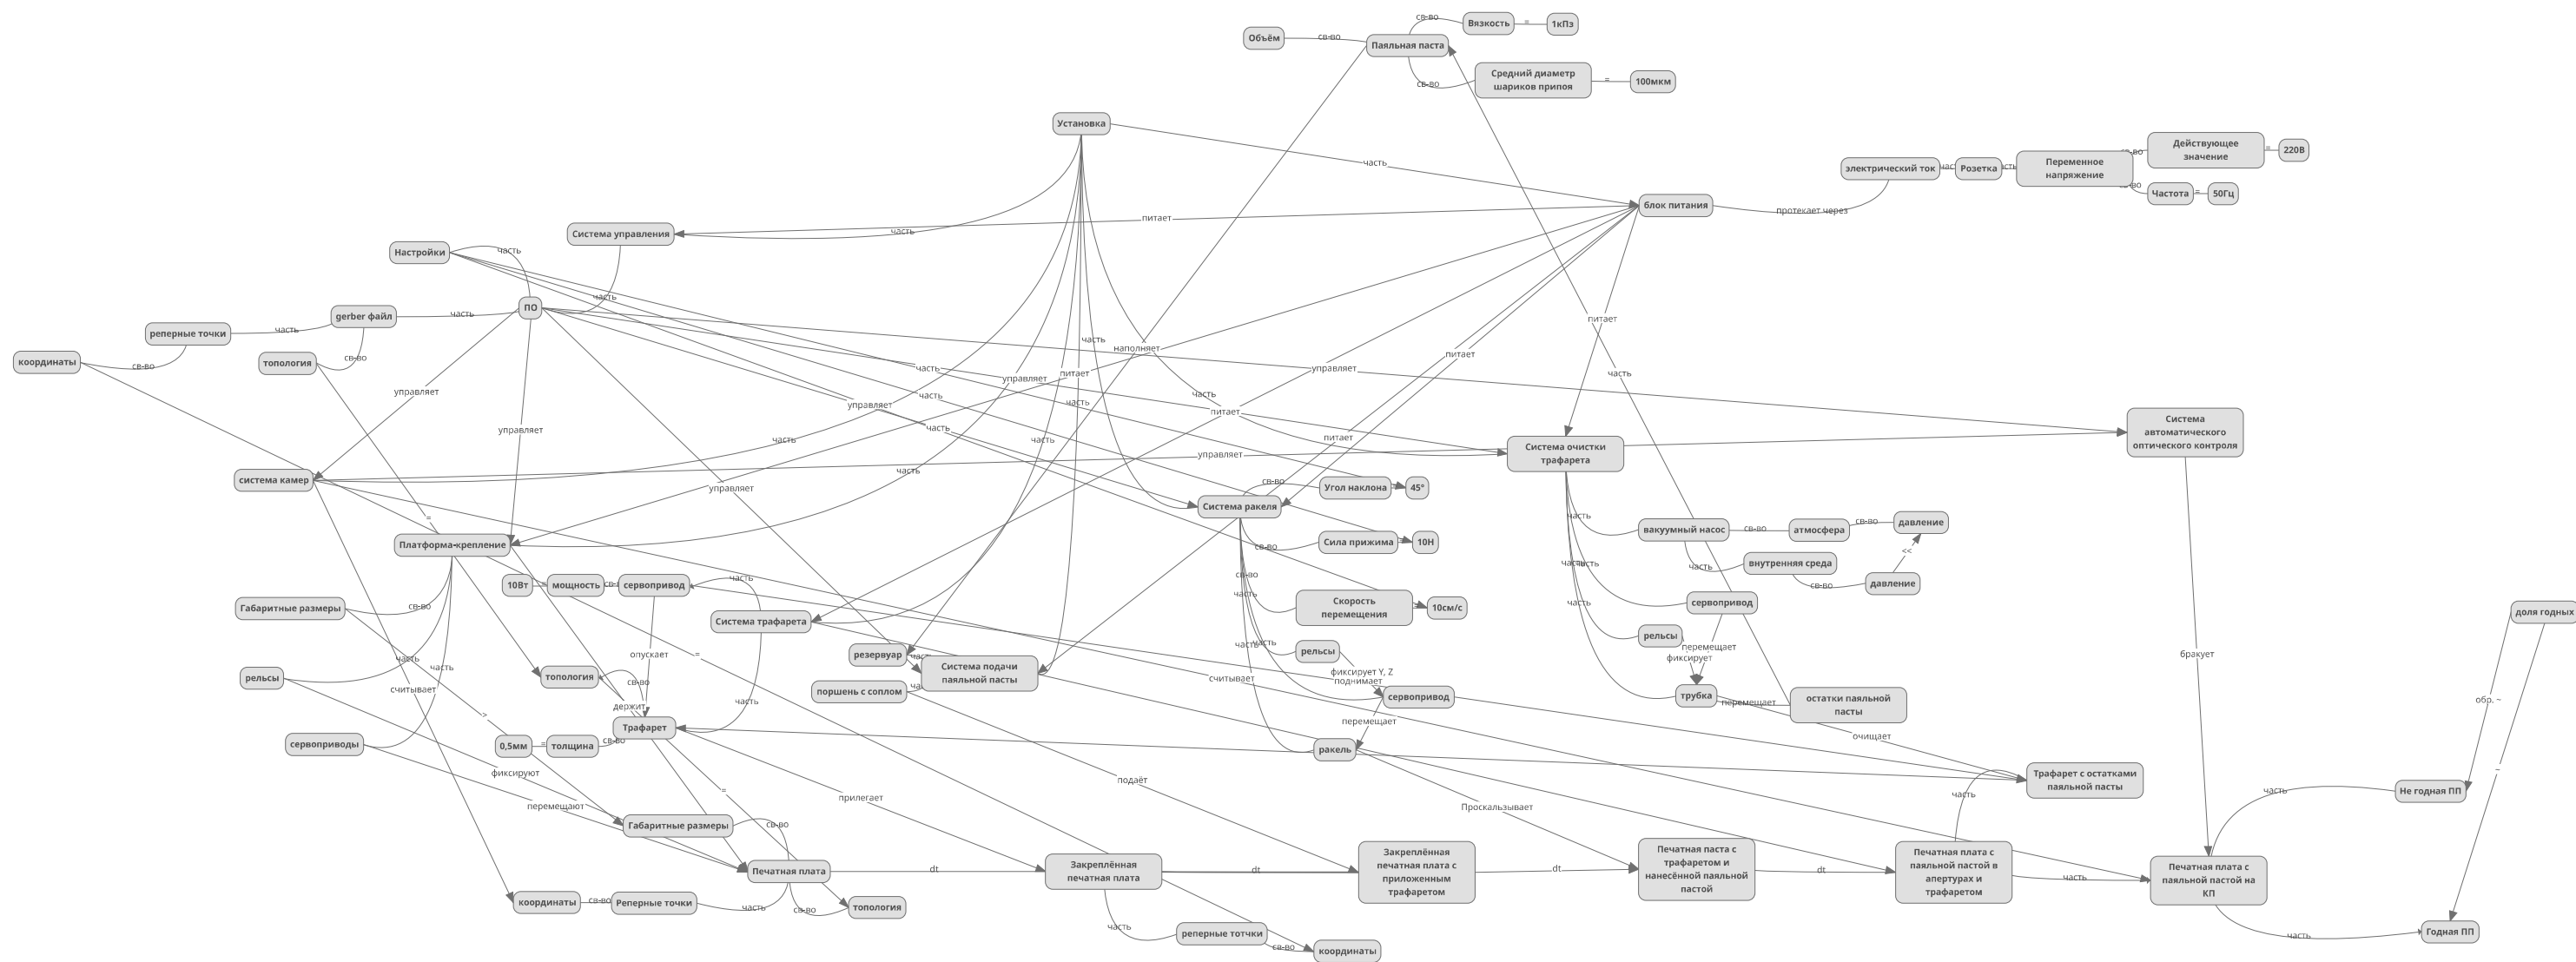 св-во
Вязкость
=
1кПз
Объём
св-во
Паяльная паста
Средний диаметр
шариков припоя
=
100мкм
св-во
Установка
часть
Действующее
значение
=
220В
св-во
Переменное
напряжение
электрический ток
Розетка
Частота
=
50Гц
блок питания
протекает через
питает
Система управления
часть
Настройки
часть
часть
ПО
gerber файл
часть
реперные точки
часть
координаты
св-во
топология
св-во
питает
часть
наполняет
питает
управляет
часть
питает
управляет
часть
управляет
управляет
часть
часть
часть
питает
часть
управляет
часть
часть
питает
часть
Система
автоматического
оптического контроля
Система очистки
трафарета
управляет
часть
система камер
управляет
св-во
Угол наклона
45°
Система ракеля
=
Платформа-крепление
часть
вакуумный насос
св-во
атмосфера
св-во
давление
Сила прижима
10Н
св-во
<<
внутренняя среда
часть
св-во
давление
часть
часть
10Вт
=
мощность
сервопривод
часть
св-во
часть
Скорость
перемещения
10см/с
сервопривод
часть
Габаритные размеры
св-во
Система трафарета
доля годных
опускает
рельсы
перемещает
фиксирует
часть
часть
рельсы
=
резервуар
Система подачи
паяльной пасты
бракует
часть
часть
считывает
рельсы
топология
св-во
фиксирует Y, Z
поднимает
считывает
поршень с соплом
сервопривод
трубка
перемещает
остатки паяльной
пасты
обр. ~
держит
часть
>
Трафарет
перемещает
очищает
сервоприводы
0,5мм
=
толщина
св-во
ракель
~
фиксируют
подаёт
Трафарет с остатками
паяльной пасты
=
прилегает
часть
часть
Не годная ПП
перемещают
Проскальзывает
Габаритные размеры
св-во
Печатная плата
dt
Закреплённая
печатная плата
dt
Закреплённая
печатная плата с
приложенным
трафаретом
dt
Печатная паста с
трафаретом и
нанесённой паяльной
пастой
dt
Печатная плата с
паяльной пастой в
апертурах и
трафаретом
часть
Печатная плата с
паяльной пастой на
КП
координаты
св-во
Реперные точки
часть
св-во
топология
часть
реперные тотчки
св-во
координаты
часть
Годная ПП